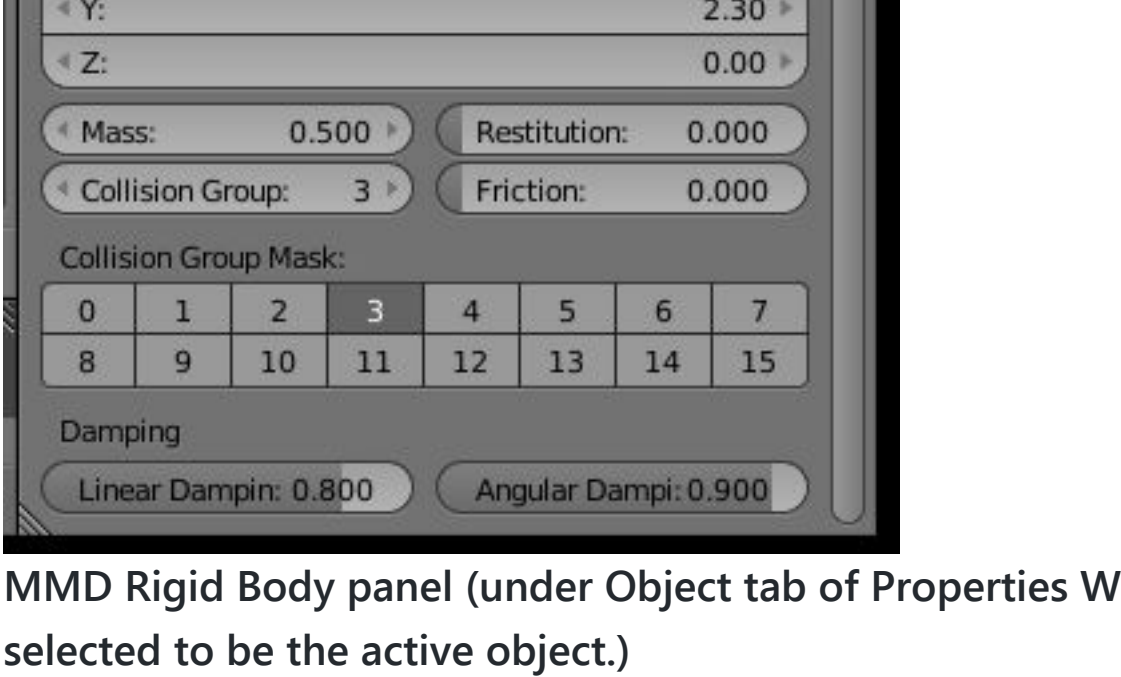 Y: 2.30
Z: 0.00
Mass: 0.500 Restitution: 0.000
Collision Group: 3 Friction: 0.000
Collision Group Mask:
0 1 2 3 4 5 6 7
8 9 10 11 12 13 14 15
Damping
Linear Dampin: 0.800 Angular Dampi: 0.900
MMD Rigid Body panel (under Object tab of Properties W
selected to be the active object.)